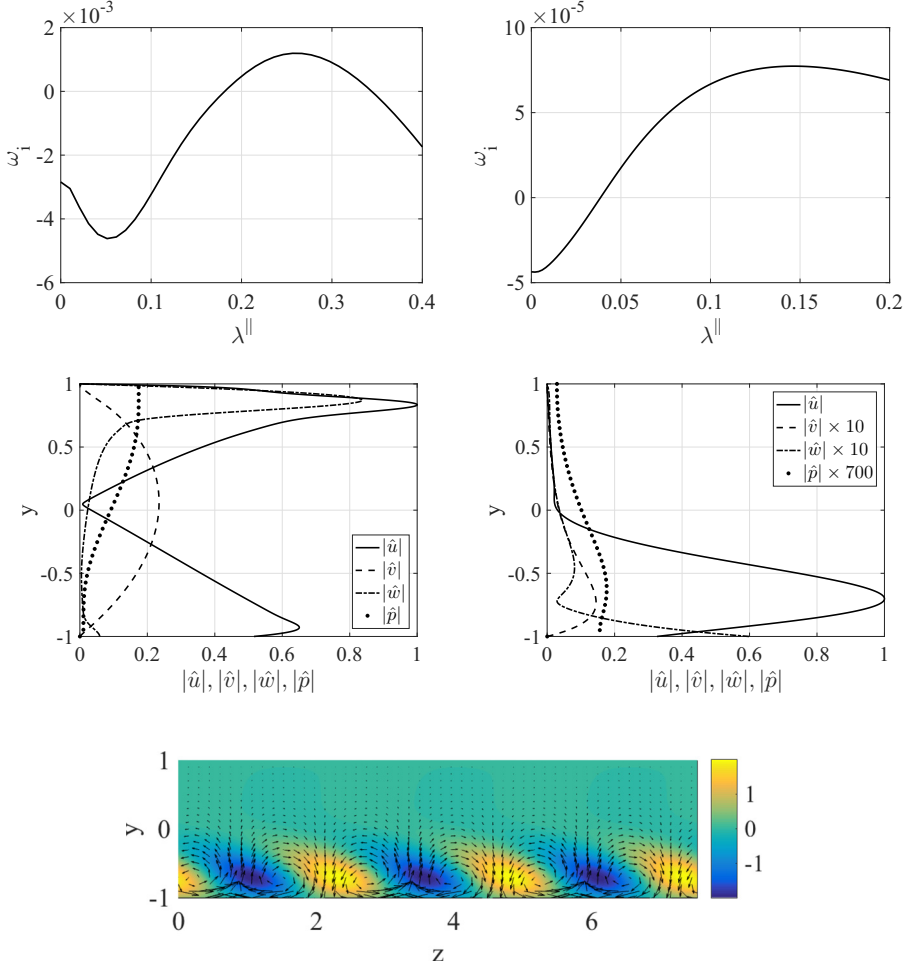 ×10⁻³
2
0
-2
-4
-6
ωᵢ
0 0.1 0.2 0.3 0.4
λ^||
×10⁻⁵
10
5
0
-5
ωᵢ
0 0.05 0.1 0.15 0.2
λ^||
1
0.5
0
-0.5
-1
y
|û|
|v̂|
|ŵ|
|p̂|
0 0.2 0.4 0.6 0.8 1
|û|, |v̂|, |ŵ|, |p̂|
1
0.5
0
-0.5
-1
y
|û|
|v̂| × 10
|ŵ| × 10
|p̂| × 700
0 0.2 0.4 0.6 0.8 1
|û|, |v̂|, |ŵ|, |p̂|
1
0
-1
y
0 2 4 6
z
1
0
-1